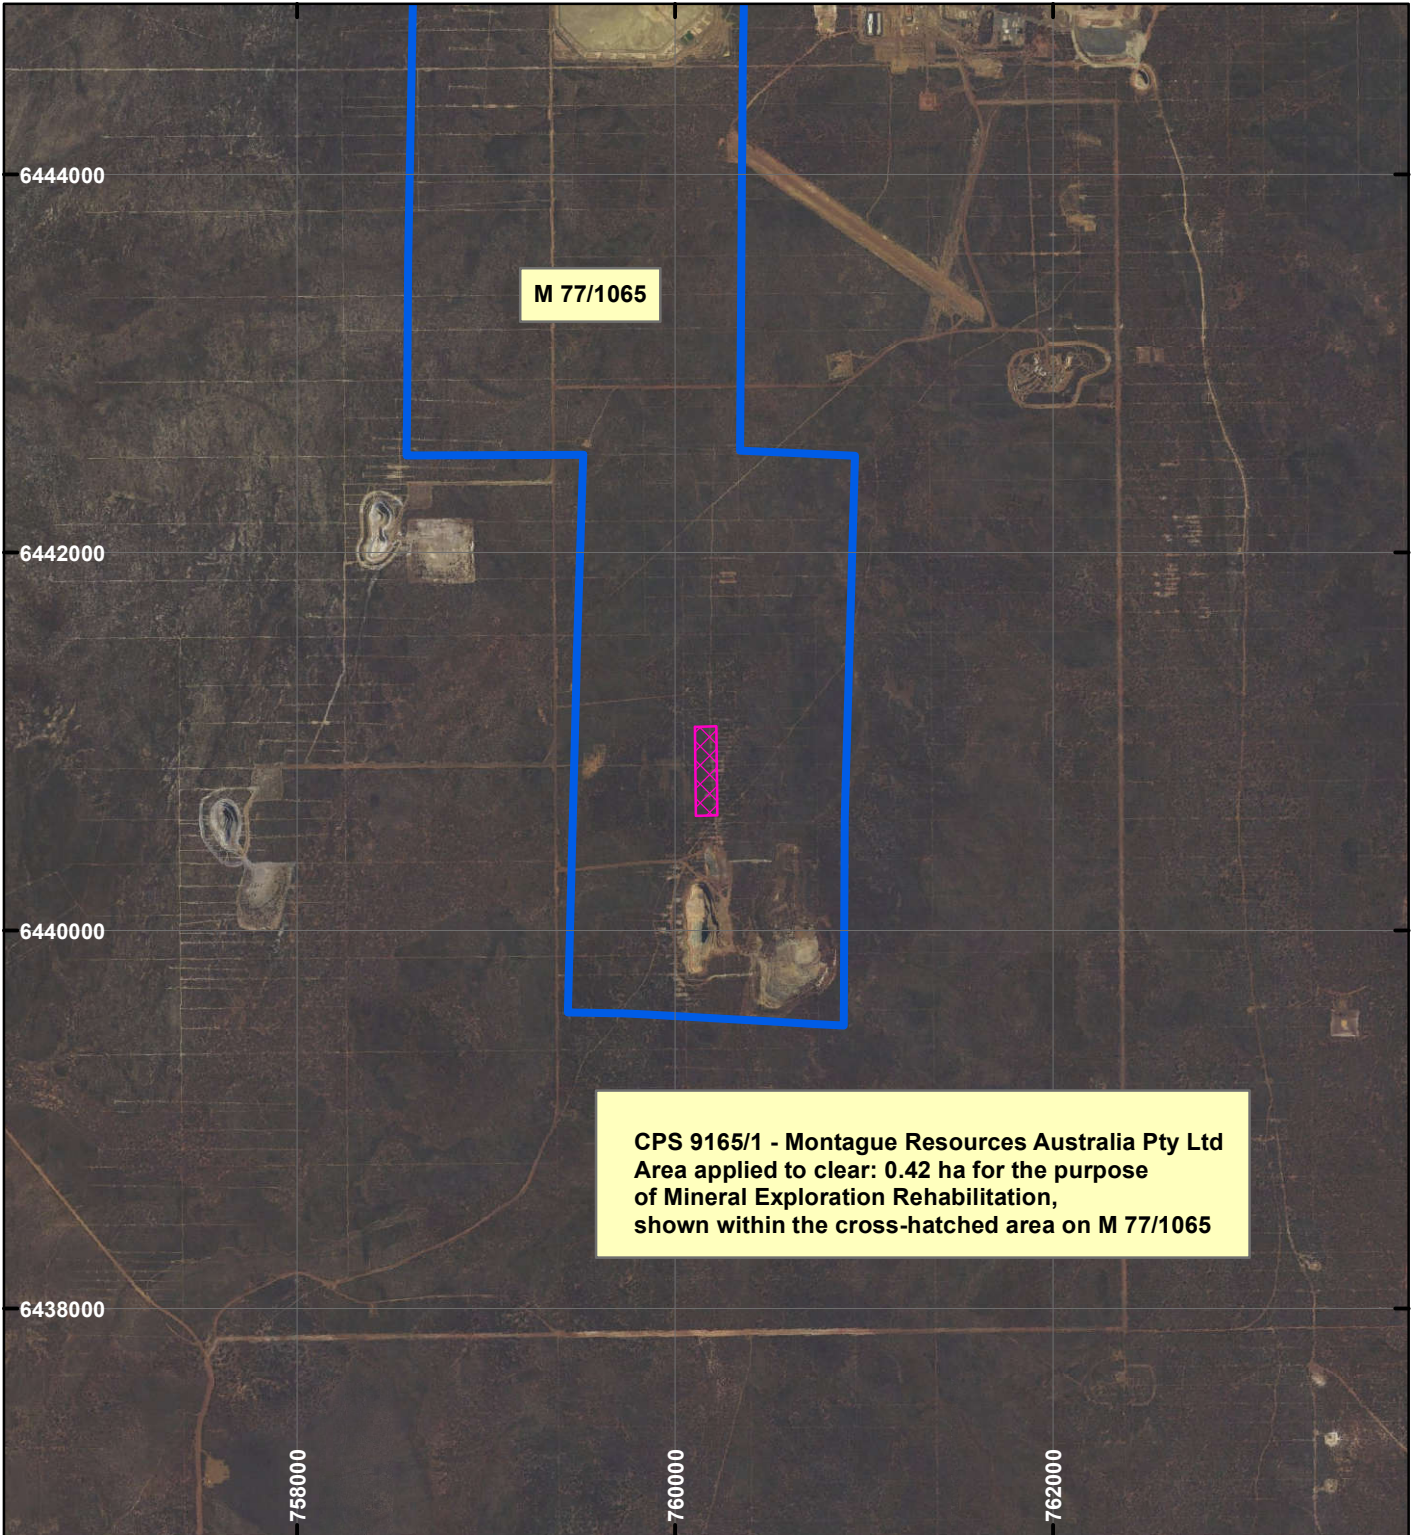 6444000
M 77/1065
6442000
6440000
CPS 9165/1 - Montague Resources Australia Pty Ltd
Area applied to clear: 0.42 ha for the purpose
of Mineral Exploration Rehabilitation,
shown within the cross-hatched area on M 77/1065
6438000
758000
760000
762000